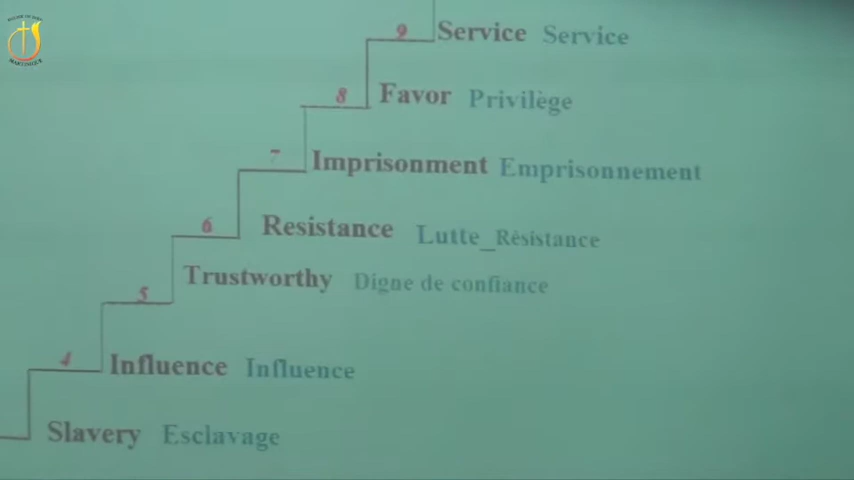 9 Service Service
8 Favor Privilège
7 Imprisonment Emprisonnement
6 Resistance Lutte_Résistance
5 Trustworthy Digne de confiance
4 Influence Influence
Slavery Esclavage
MARTINIQUE